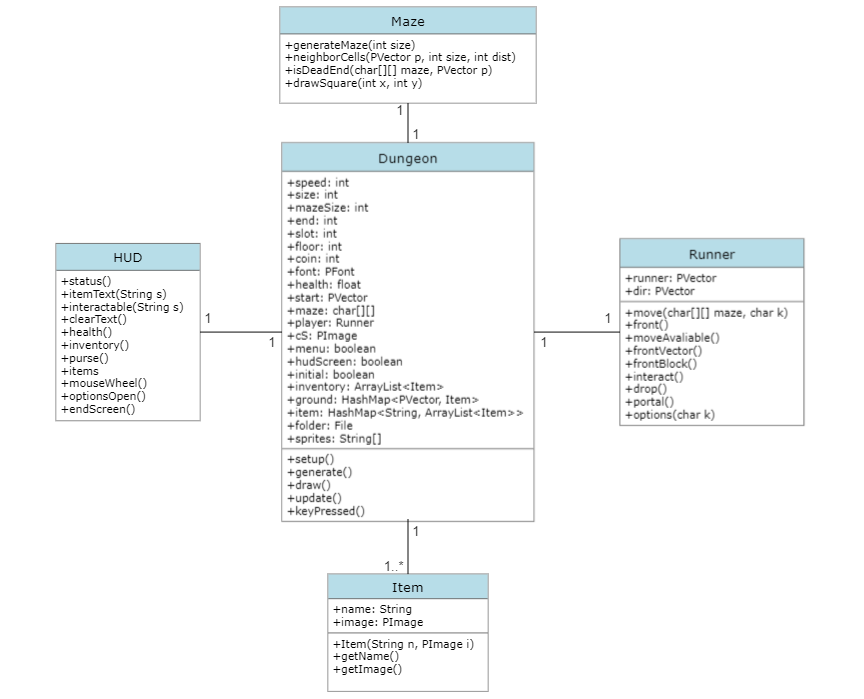 Maze
+generateMaze(int size)
+neighborCells(PVector p, int size, int dist)
+isDeadEnd(char[][] maze, PVector p)
+drawSquare(int x, int y)
1
1
Dungeon
+speed: int
+size: int
+mazeSize: int
+end: int
+slot: int
+floor: int
+coin: int
+font: PFont
+health: float
+start: PVector
+maze: char[][]
+player: Runner
+cS: PImage
+menu: boolean
+hudScreen: boolean
+initial: boolean
+inventory: ArrayList<Item>
+ground: HashMap<PVector, Item>
+item: HashMap<String, ArrayList<Item>>
+folder: File
+sprites: String[]
+setup()
+generate()
+draw()
+update()
+keyPressed()
HUD
+status()
+itemText(String s)
+interactable(String s)
+clearText()
+health()
+inventory()
+purse()
+items
+mouseWheel()
+optionsOpen()
+endScreen()
1
1
1
1
Runner
+runner: PVector
+dir: PVector
+move(char[][] maze, char k)
+front()
+moveAvaliable()
+frontVector()
+frontBlock()
+interact()
+drop()
+portal()
+options(char k)
1
1..*
Item
+name: String
+image: PImage
+Item(String n, PImage i)
+getName()
+getImage()